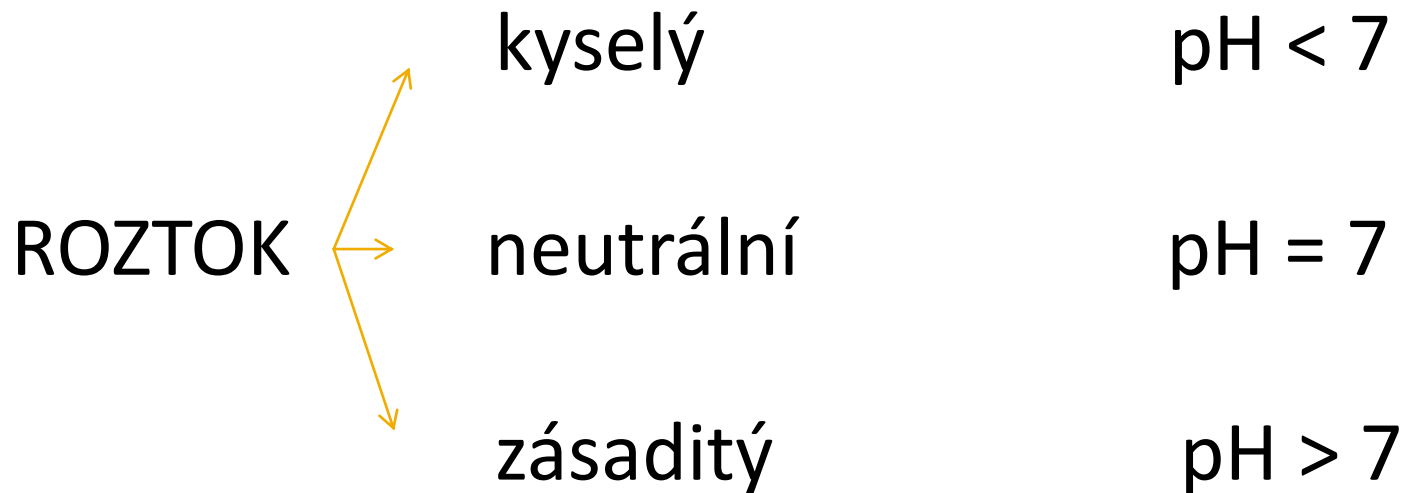 kyselý pH < 7
ROZTOK neutrální pH = 7
zásaditý pH > 7